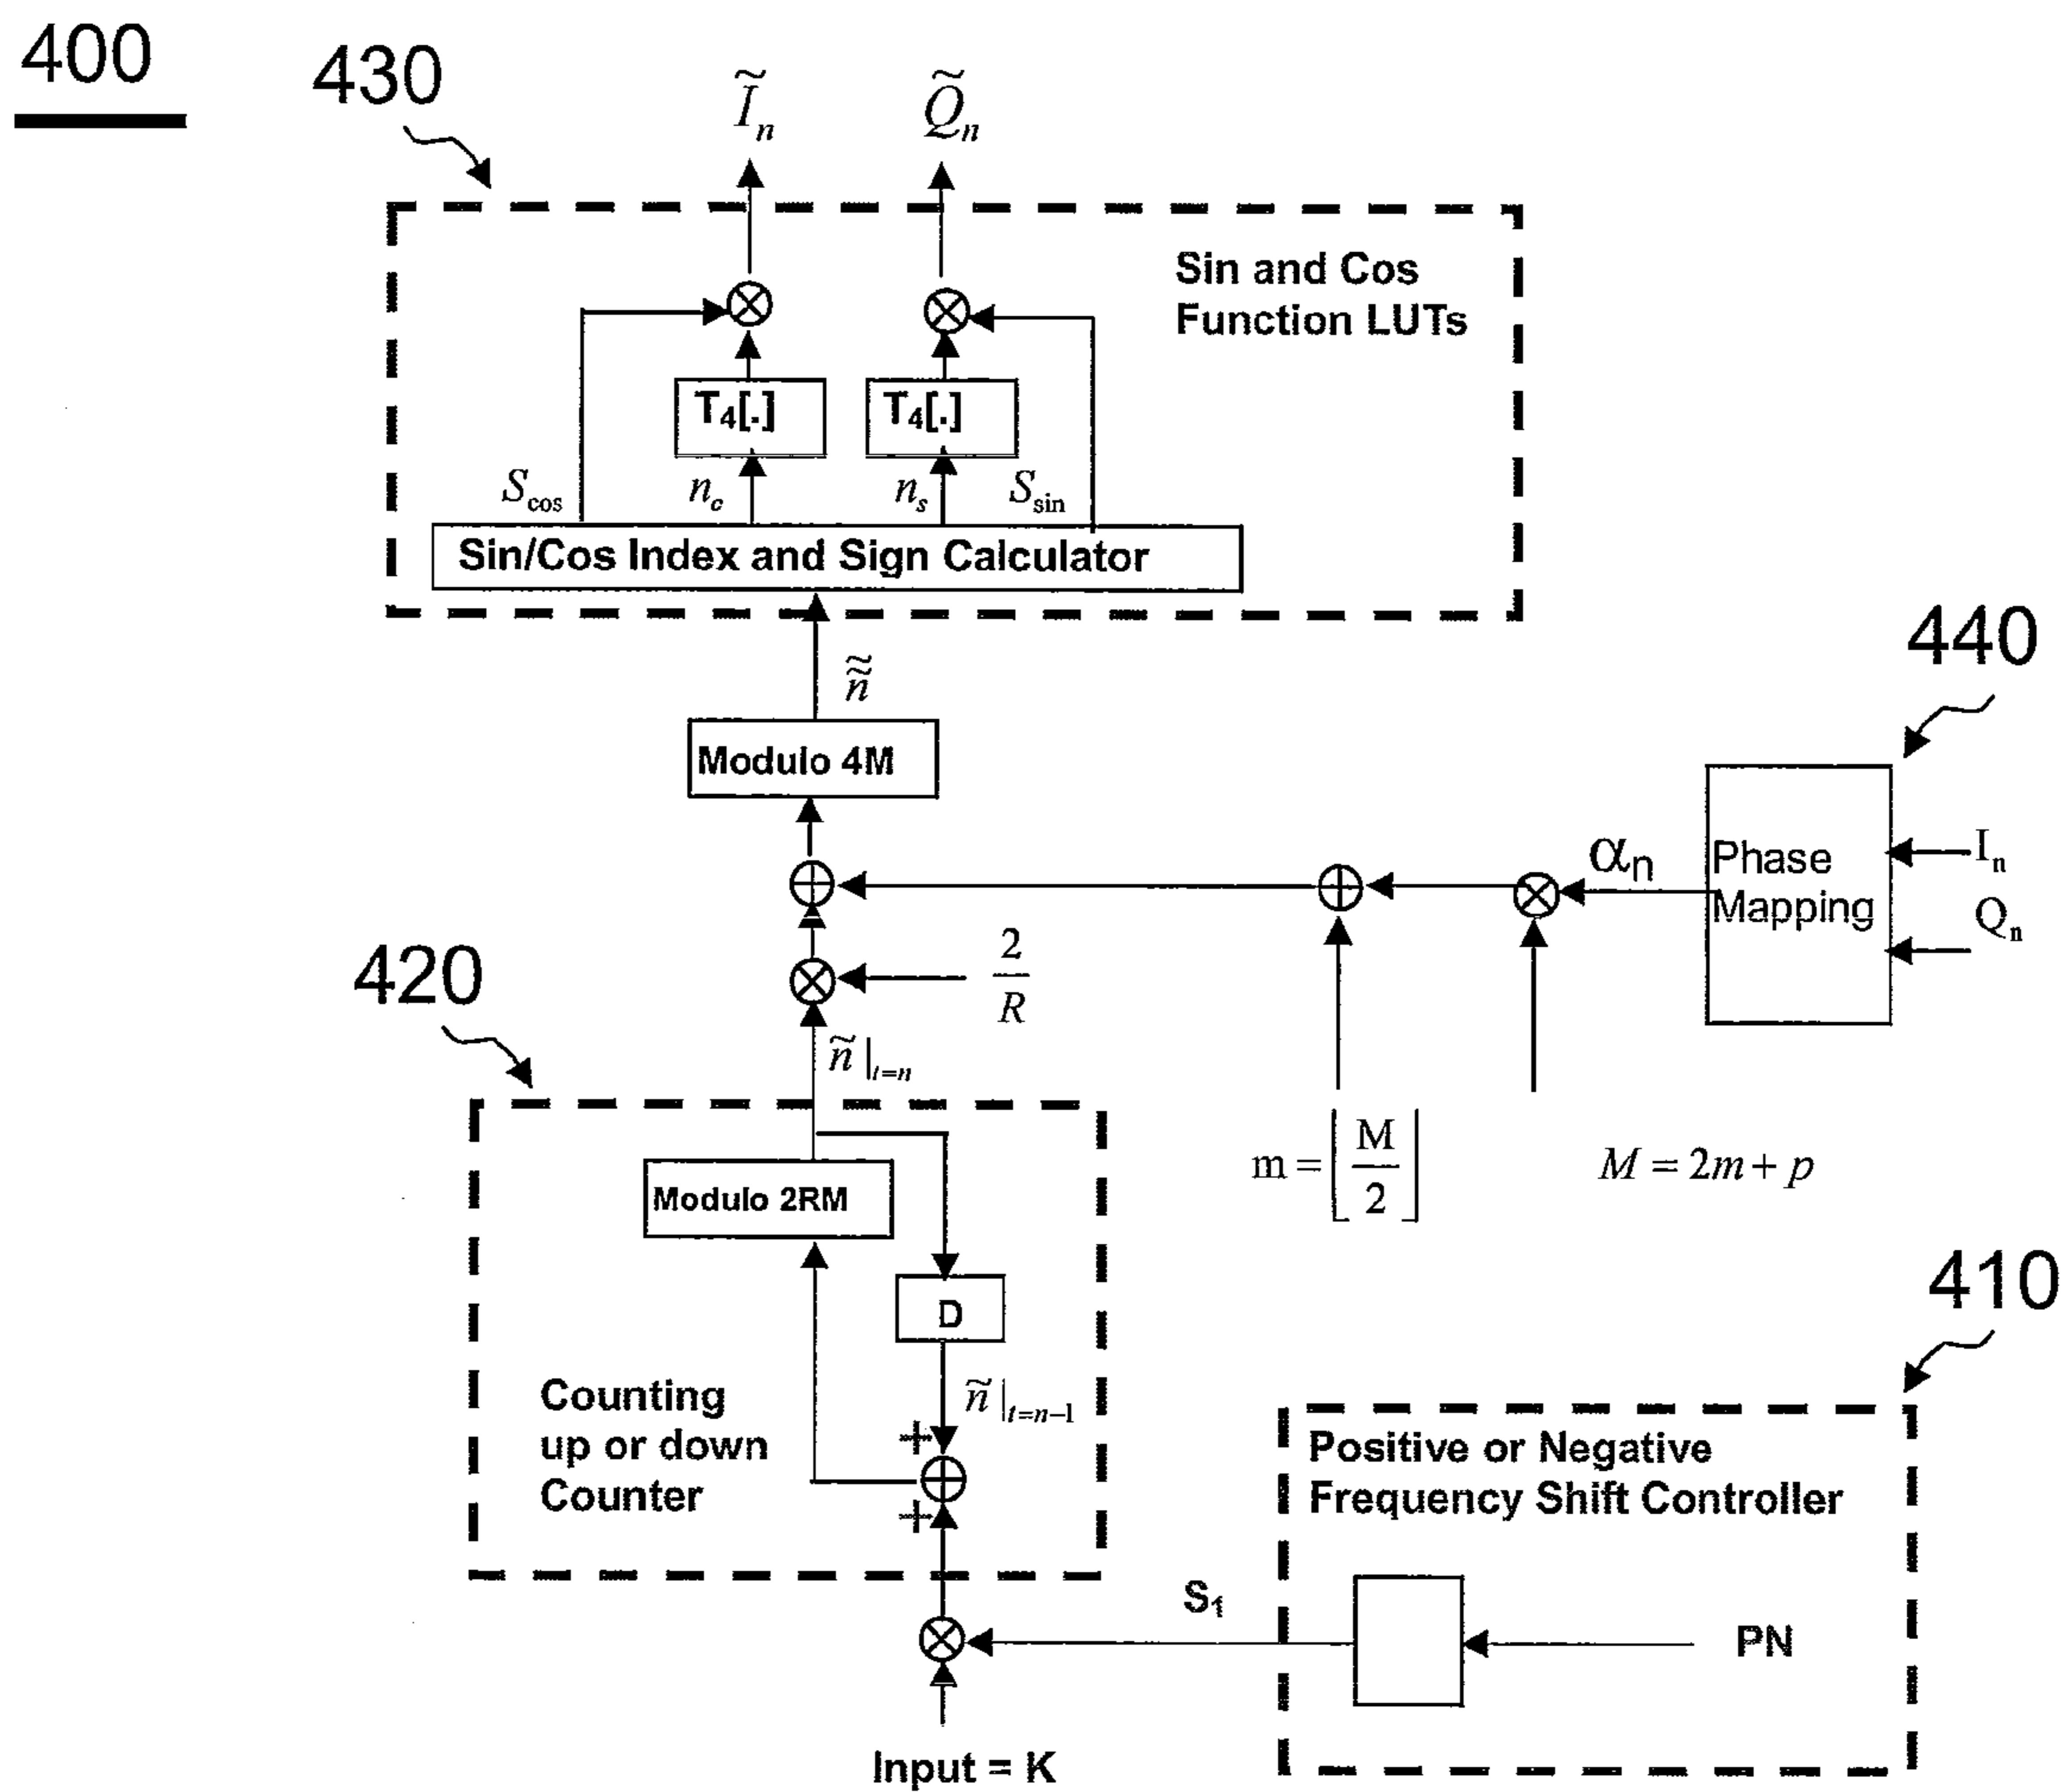 400
430
Ĩn
Q̃n
Sin and Cos
Function LUTs
T4[.]
T4[.]
Scos
nc
ns
Ssin
Sin/Cos Index and Sign Calculator
440
ñ̃
Modulo 4M
αn
Phase
Mapping
In
Qn
420
2/R
ñ|t=n
m = ⌊M/2⌋
M = 2m + p
Modulo 2RM
410
D
ñ|t=n−1
Counting
up or down
Counter
+
+
Positive or Negative
Frequency Shift Controller
S1
PN
Input = K